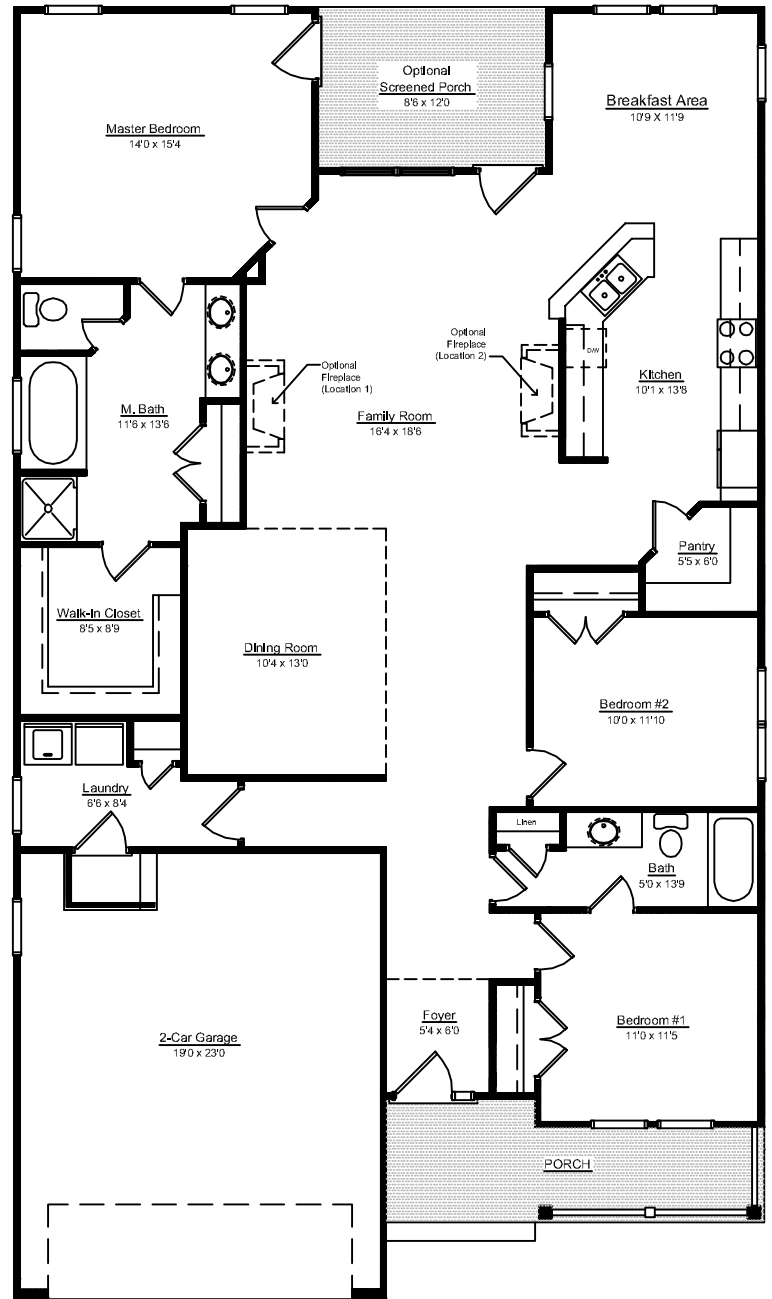 Optional
Screened Porch
8'6 x 12'0
Breakfast Area
10'9 X 11'9
Master Bedroom
14'0 x 15'4
Optional
Fireplace
(Location 1)
Optional
Fireplace
(Location 2)
D/W
Kitchen
10'1 x 13'8
M. Bath
11'6 x 13'6
Family Room
16'4 x 18'6
Pantry
5'5 x 6'0
Walk-In Closet
8'5 x 8'9
Dining Room
10'4 x 13'0
Bedroom #2
10'0 x 11'10
Laundry
6'6 x 8'4
Linen
Bath
5'0 x 13'9
Foyer
5'4 x 6'0
Bedroom #1
11'0 x 11'5
2-Car Garage
19'0 x 23'0
PORCH